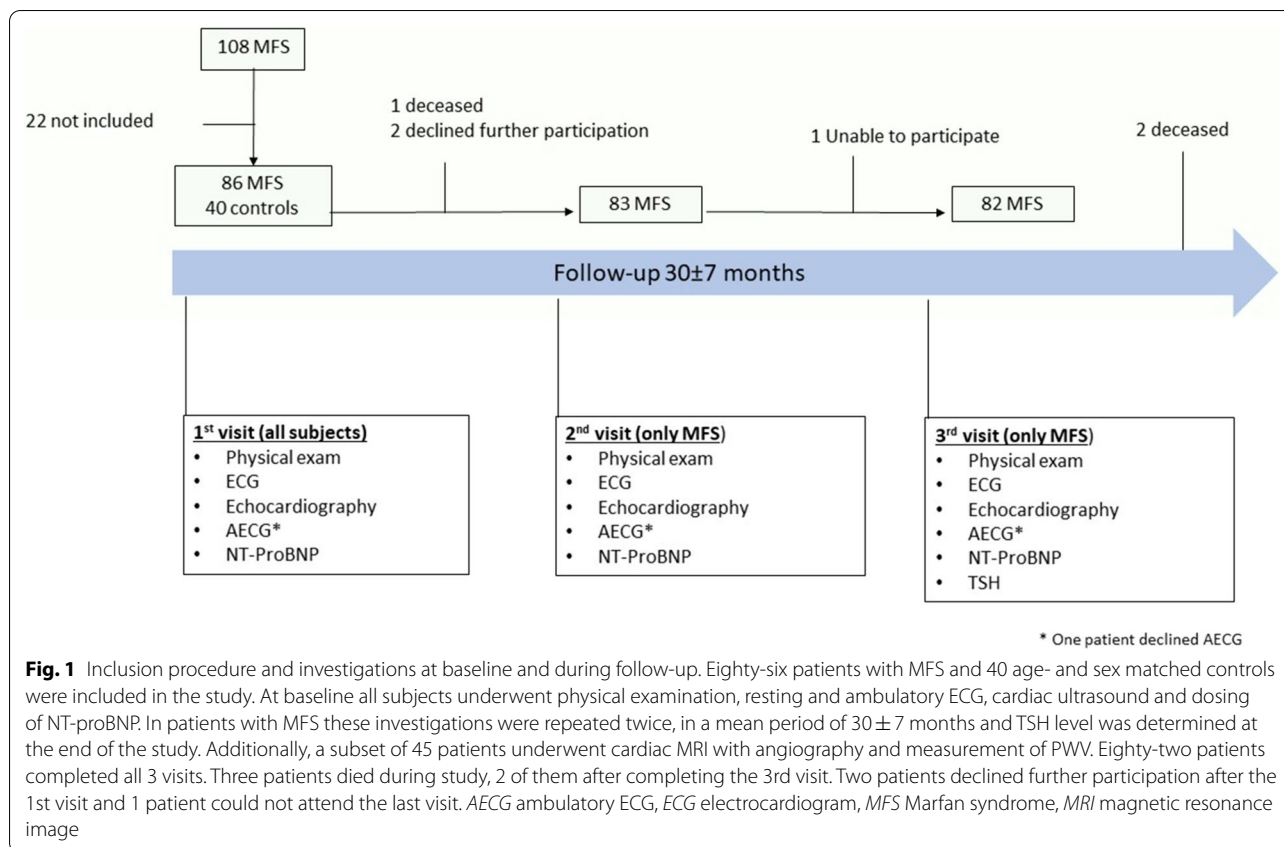 108 MFS
22 not included
86 MFS
40 controls
1 deceased
2 declined further participation
83 MFS
1 Unable to participate
82 MFS
2 deceased
Follow-up 30±7 months
1st visit (all subjects)
• Physical exam
• ECG
• Echocardiography
• AECG*
• NT-ProBNP
2nd visit (only MFS)
• Physical exam
• ECG
• Echocardiography
• AECG*
• NT-ProBNP
3rd visit (only MFS)
• Physical exam
• ECG
• Echocardiography
• AECG*
• NT-ProBNP
• TSH
* One patient declined AECG
Fig. 1 Inclusion procedure and investigations at baseline and during follow-up. Eighty-six patients with MFS and 40 age- and sex matched controls
were included in the study. At baseline all subjects underwent physical examination, resting and ambulatory ECG, cardiac ultrasound and dosing
of NT-proBNP. In patients with MFS these investigations were repeated twice, in a mean period of 30 ± 7 months and TSH level was determined at
the end of the study. Additionally, a subset of 45 patients underwent cardiac MRI with angiography and measurement of PWV. Eighty-two patients
completed all 3 visits. Three patients died during study, 2 of them after completing the 3rd visit. Two patients declined further participation after the
1st visit and 1 patient could not attend the last visit. AECG ambulatory ECG, ECG electrocardiogram, MFS Marfan syndrome, MRI magnetic resonance
image